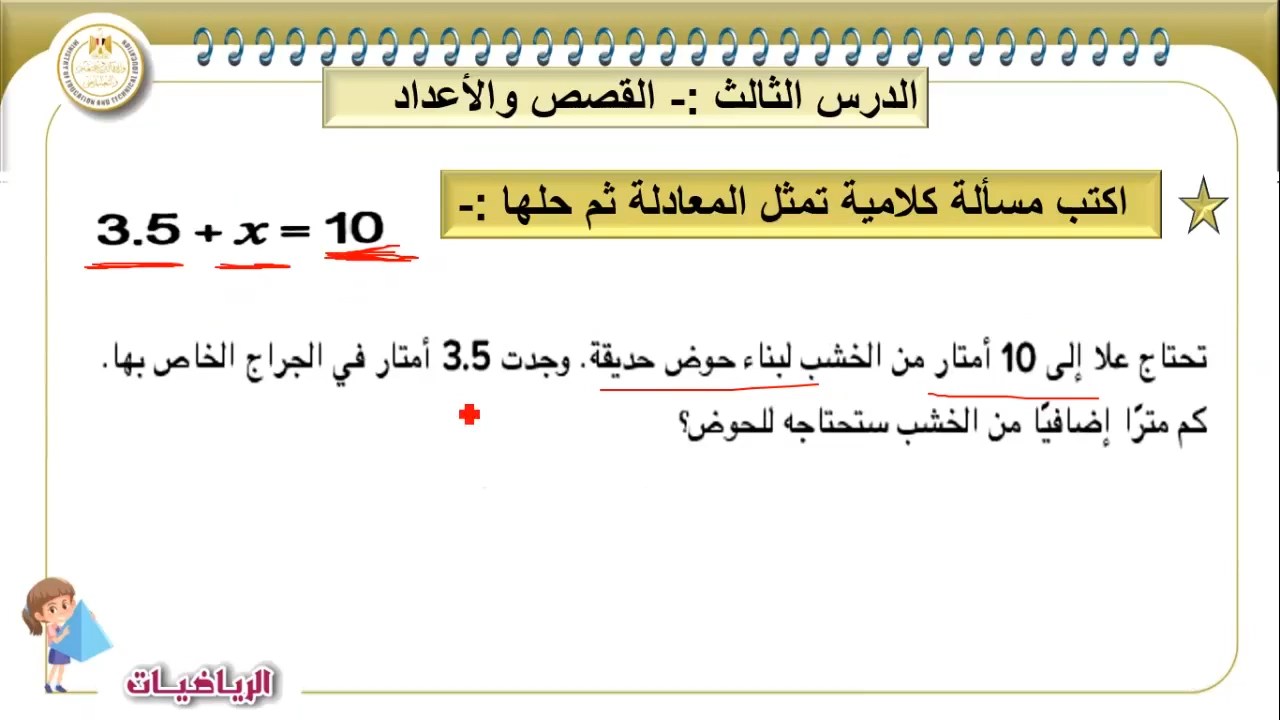 الدرس الثالث :- القصص والأعداد
اكتب مسألة كلامية تمثل المعادلة ثم حلها :-
3.5 + x = 10
تحتاج علا إلى 10 أمتار من الخشب لبناء حوض حديقة. وجدت 3.5 أمتار في الجراج الخاص بها.
كم مترًا إضافيًا من الخشب ستحتاجه للحوض؟
الرياضيات